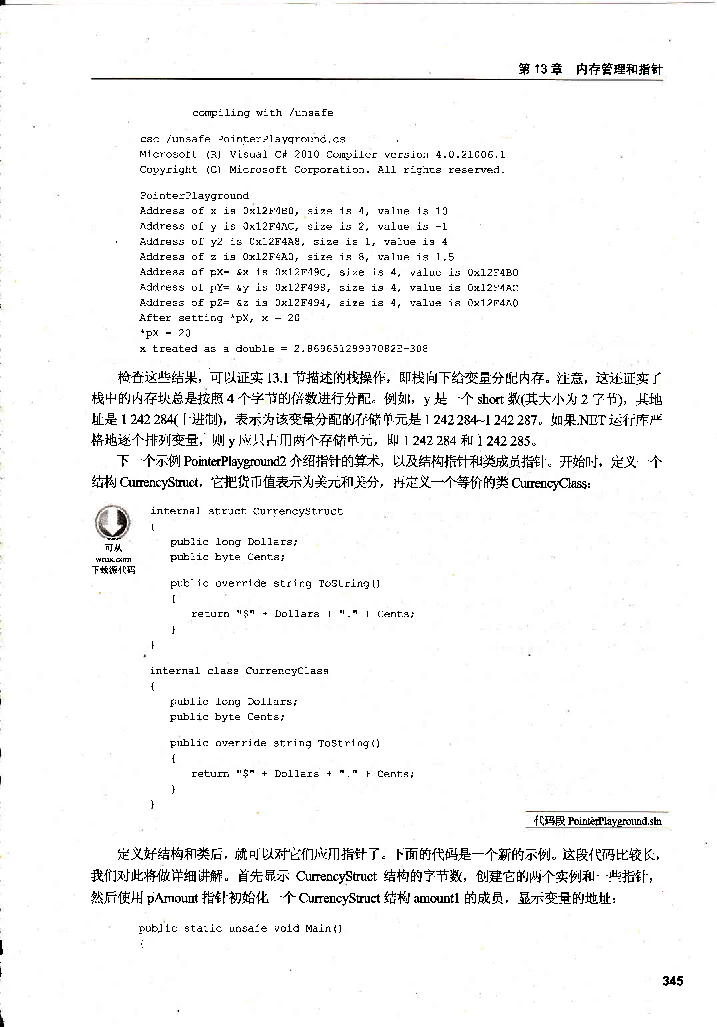 第 13 章 内存管理和指针
compiling with /unsafe
csc /unsafe PointerPlayground.cs
Microsoft (R) Visual C# 2010 Compiler version 4.0.21006.1
Copyright (C) Microsoft Corporation. All rights reserved.
PointerPlayground
Address of x is 0x12F4B0, size is 4, value is 10
Address of y is 0x12F4AC, size is 2, value is -1
Address of y2 is 0x12F4A8, size is 1, value is 4
Address of z is 0x12F4A0, size is 8, value is 1.5
Address of pX= &x is 0x12F49C, size is 4, value is 0x12F4B0
Address of pY= &y is 0x12F498, size is 4, value is 0x12F4AC
Address of pZ= &z is 0x12F494, size is 4, value is 0x12F4A0
After setting *pX, x = 20
*pX = 20
x treated as a double = 2.86965129997082E-308
检查这些结果，可以证实 13.1 节描述的栈操作，即栈向下给变量分配内存。注意，这还证实了
栈中的内存块总是按照 4 个字节的倍数进行分配。例如，y 是一个 short 数(其大小为 2 字节)，其地
址是 1 242 284(十进制)，表示为该变量分配的存储单元是 1 242 284~1 242 287。如果.NET 运行库严
格地逐个排列变量，则 y 应只占用两个存储单元，即 1 242 284 和 1 242 285。
下一个示例 PointerPlayground2 介绍指针的算术，以及结构指针和类成员指针。开始时，定义一个
结构 CurrencyStruct，它把货币值表示为美元和美分，再定义一个等价的类 CurrencyClass：
可从
wrox.com
下载源代码
internal struct CurrencyStruct
{
public long Dollars;
public byte Cents;
public override string ToString()
{
return "$" + Dollars + "." + Cents;
}
}
internal class CurrencyClass
{
public long Dollars;
public byte Cents;
public override string ToString()
{
return "$" + Dollars + "." + Cents;
}
}
代码段 PointerPlayground.sln
定义好结构和类后，就可以对它们应用指针了。下面的代码是一个新的示例。这段代码比较长，
我们对此将做详细讲解。首先显示 CurrencyStruct 结构的字节数，创建它的两个实例和一些指针，
然后使用 pAmount 指针初始化一个 CurrencyStruct 结构 amount1 的成员，显示变量的地址：
public static unsafe void Main()
{
345